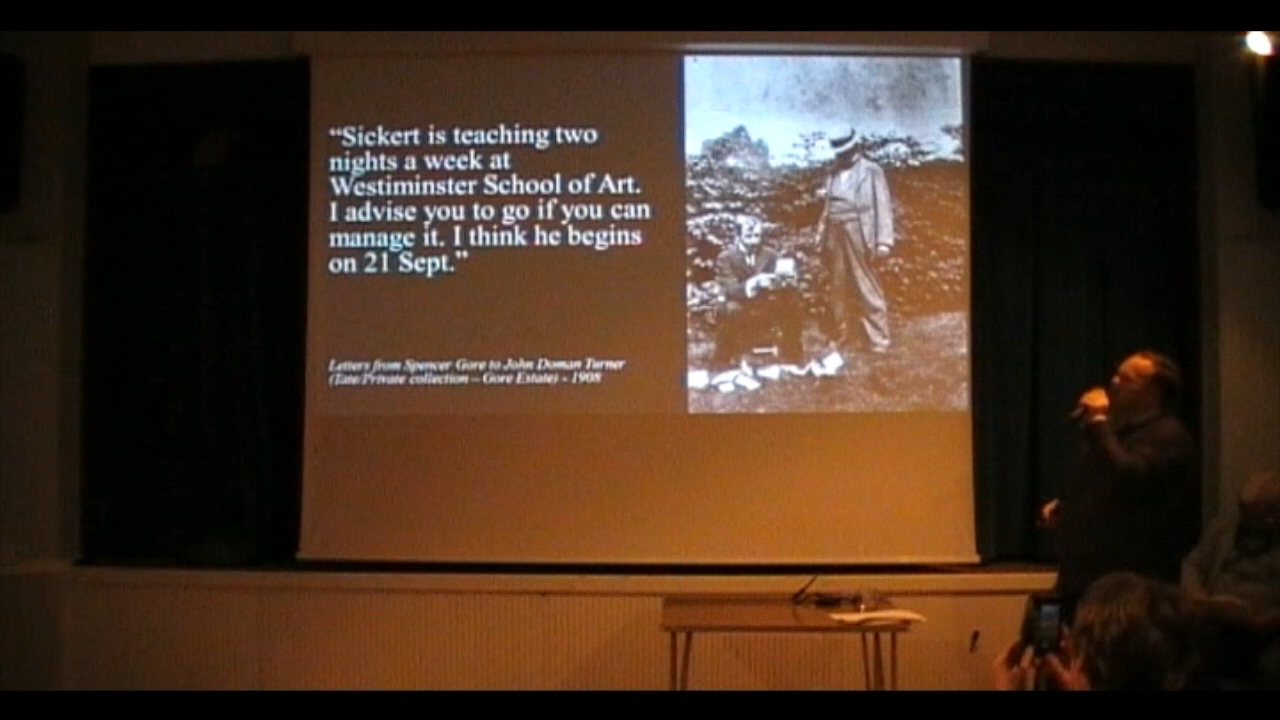 “Sickert is teaching two
nights a week at
Westiminster School of Art.
I advise you to go if you can
manage it. I think he begins
on 21 Sept.”
Letters from Spencer Gore to John Doman Turner
(Tate/Private collection – Gore Estate) - 1908